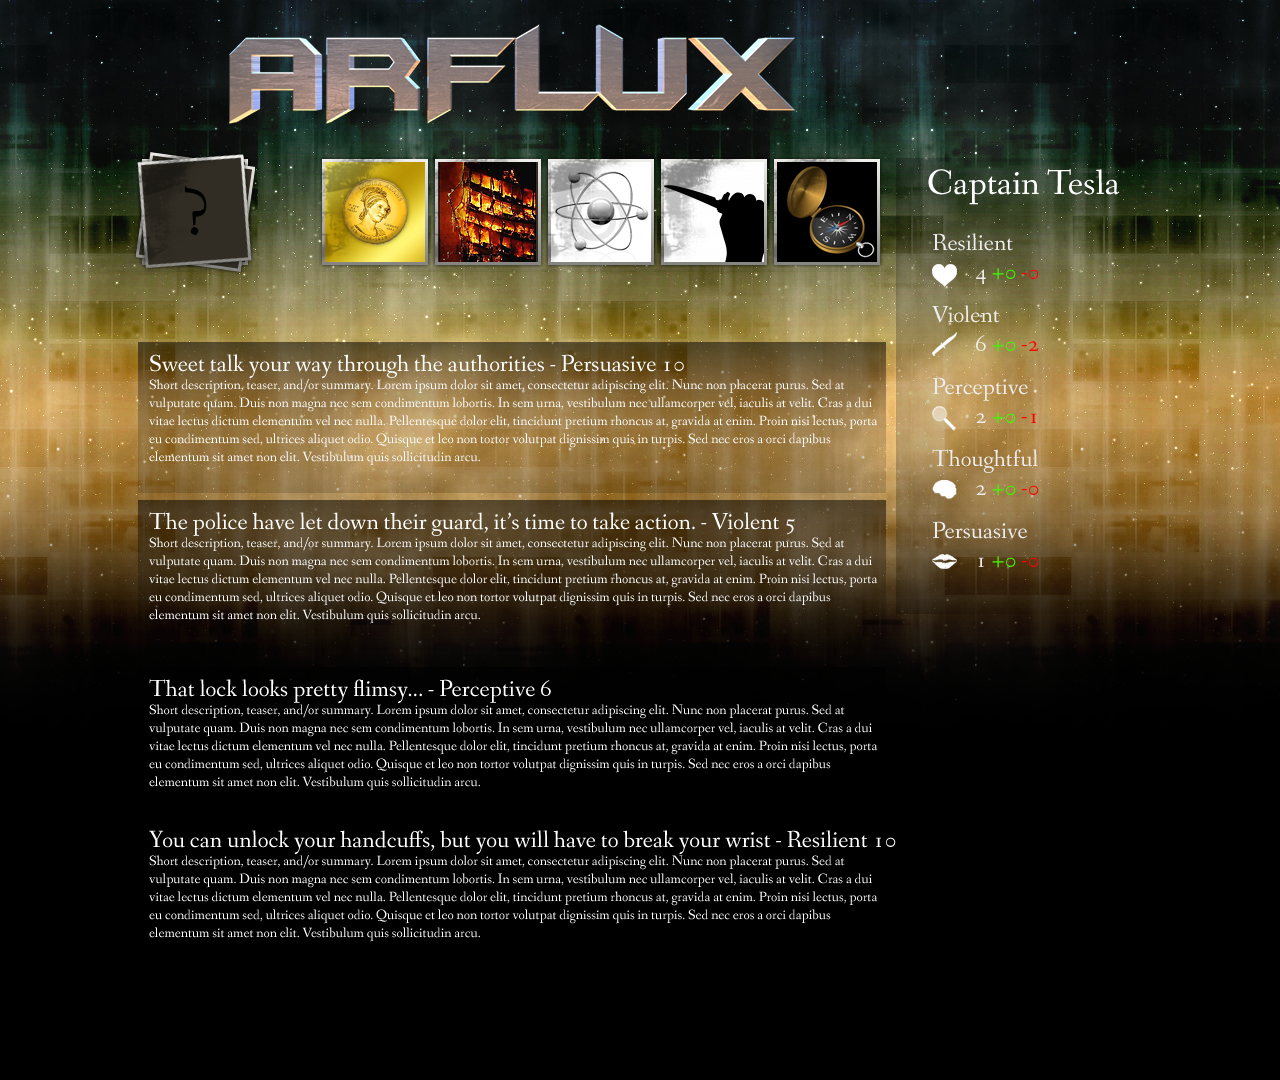 ARFLUX
?
Captain Tesla
Resilient
4 +0 -0
Violent
6 +0 -2
Perceptive
2 +0 -1
Thoughtful
2 +0 -0
Persuasive
1 +0 -0
Sweet talk your way through the authorities - Persuasive 10
Short description, teaser, and/or summary. Lorem ipsum dolor sit amet, consectetur adipiscing elit. Nunc non placerat purus. Sed at
vulputate quam. Duis non magna nec sem condimentum lobortis. In sem urna, vestibulum nec ullamcorper vel, iaculis at velit. Cras a dui
vitae lectus dictum elementum vel nec nulla. Pellentesque dolor elit, tincidunt pretium rhoncus at, gravida at enim. Proin nisi lectus, porta
eu condimentum sed, ultrices aliquet odio. Quisque et leo non tortor volutpat dignissim quis in turpis. Sed nec eros a orci dapibus
elementum sit amet non elit. Vestibulum quis sollicitudin arcu.
The police have let down their guard, it's time to take action. - Violent 5
Short description, teaser, and/or summary. Lorem ipsum dolor sit amet, consectetur adipiscing elit. Nunc non placerat purus. Sed at
vulputate quam. Duis non magna nec sem condimentum lobortis. In sem urna, vestibulum nec ullamcorper vel, iaculis at velit. Cras a dui
vitae lectus dictum elementum vel nec nulla. Pellentesque dolor elit, tincidunt pretium rhoncus at, gravida at enim. Proin nisi lectus, porta
eu condimentum sed, ultrices aliquet odio. Quisque et leo non tortor volutpat dignissim quis in turpis. Sed nec eros a orci dapibus
elementum sit amet non elit. Vestibulum quis sollicitudin arcu.
That lock looks pretty flimsy... - Perceptive 6
Short description, teaser, and/or summary. Lorem ipsum dolor sit amet, consectetur adipiscing elit. Nunc non placerat purus. Sed at
vulputate quam. Duis non magna nec sem condimentum lobortis. In sem urna, vestibulum nec ullamcorper vel, iaculis at velit. Cras a dui
vitae lectus dictum elementum vel nec nulla. Pellentesque dolor elit, tincidunt pretium rhoncus at, gravida at enim. Proin nisi lectus, porta
eu condimentum sed, ultrices aliquet odio. Quisque et leo non tortor volutpat dignissim quis in turpis. Sed nec eros a orci dapibus
elementum sit amet non elit. Vestibulum quis sollicitudin arcu.
You can unlock your handcuffs, but you will have to break your wrist - Resilient 10
Short description, teaser, and/or summary. Lorem ipsum dolor sit amet, consectetur adipiscing elit. Nunc non placerat purus. Sed at
vulputate quam. Duis non magna nec sem condimentum lobortis. In sem urna, vestibulum nec ullamcorper vel, iaculis at velit. Cras a dui
vitae lectus dictum elementum vel nec nulla. Pellentesque dolor elit, tincidunt pretium rhoncus at, gravida at enim. Proin nisi lectus, porta
eu condimentum sed, ultrices aliquet odio. Quisque et leo non tortor volutpat dignissim quis in turpis. Sed nec eros a orci dapibus
elementum sit amet non elit. Vestibulum quis sollicitudin arcu.